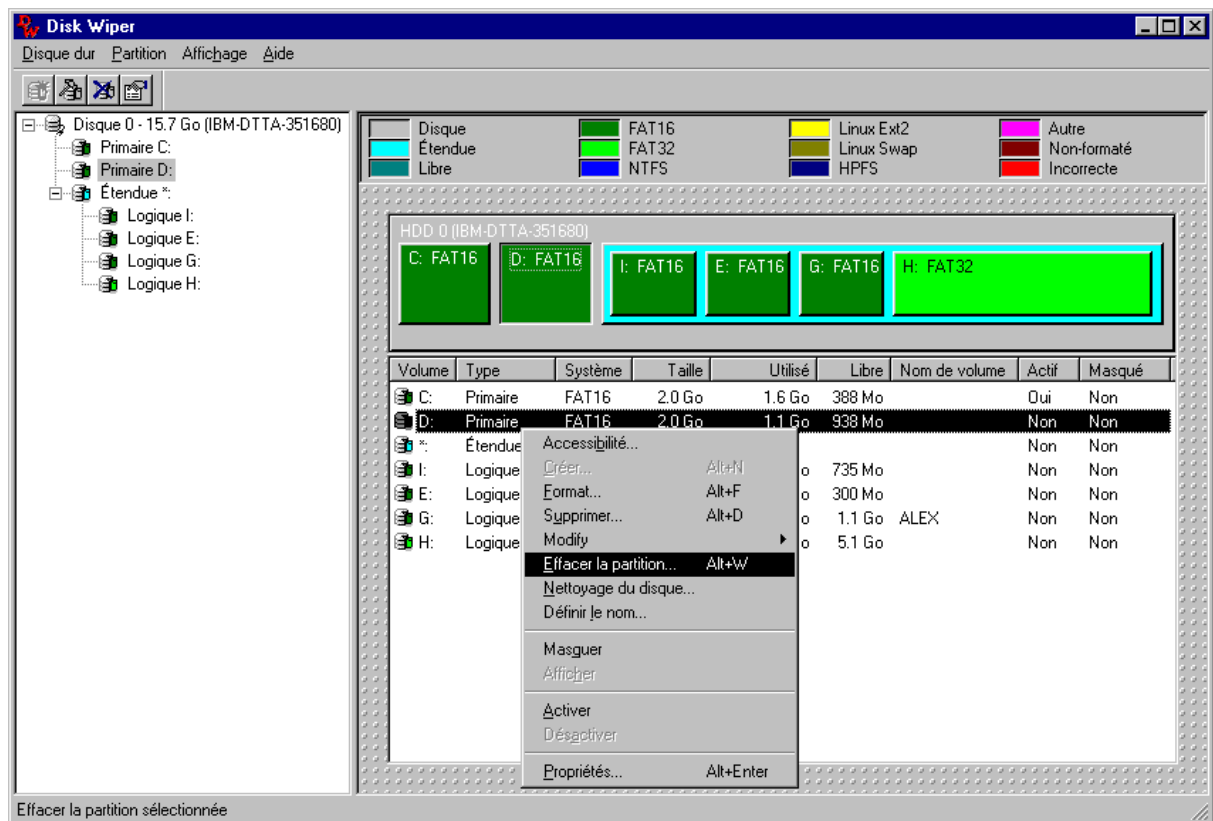 Disk Wiper
Disque dur Partition Affichage Aide
Disque 0 - 15.7 Go (IBM-DTTA-351680)
Primaire C:
Primaire D:
Étendue *:
Logique I:
Logique E:
Logique G:
Logique H:
Disque FAT16 Linux Ext2 Autre
Étendue FAT32 Linux Swap Non-formaté
Libre NTFS HPFS Incorrecte
HDD 0 (IBM-DTTA-351680)
C: FAT16 D: FAT16 I: FAT16 E: FAT16 G: FAT16 H: FAT32
Volume Type Système Taille Utilisé Libre Nom de volume Actif Masqué
C: Primaire FAT16 2.0 Go 1.6 Go 388 Mo Oui Non
D: Primaire FAT16 2.0 Go 1.1 Go 938 Mo Non Non
*: Étendue Non Non
I: Logique o 735 Mo Non Non
E: Logique o 300 Mo Non Non
G: Logique o 1.1 Go ALEX Non Non
H: Logique o 5.1 Go Non Non
Accessibilité...
Créer... Alt+N
Format... Alt+F
Supprimer... Alt+D
Modify
Effacer la partition... Alt+W
Nettoyage du disque...
Définir le nom...
Masguer
Afficher
Activer
Désactiver
Propriétés... Alt+Enter
Effacer la partition sélectionnée